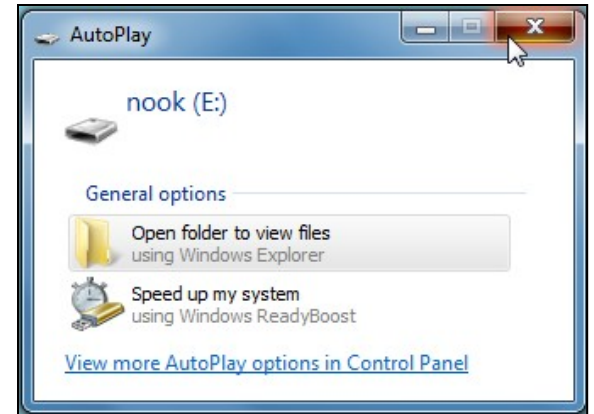 AutoPlay
nook (E:)
General options
Open folder to view files
using Windows Explorer
Speed up my system
using Windows ReadyBoost
View more AutoPlay options in Control Panel